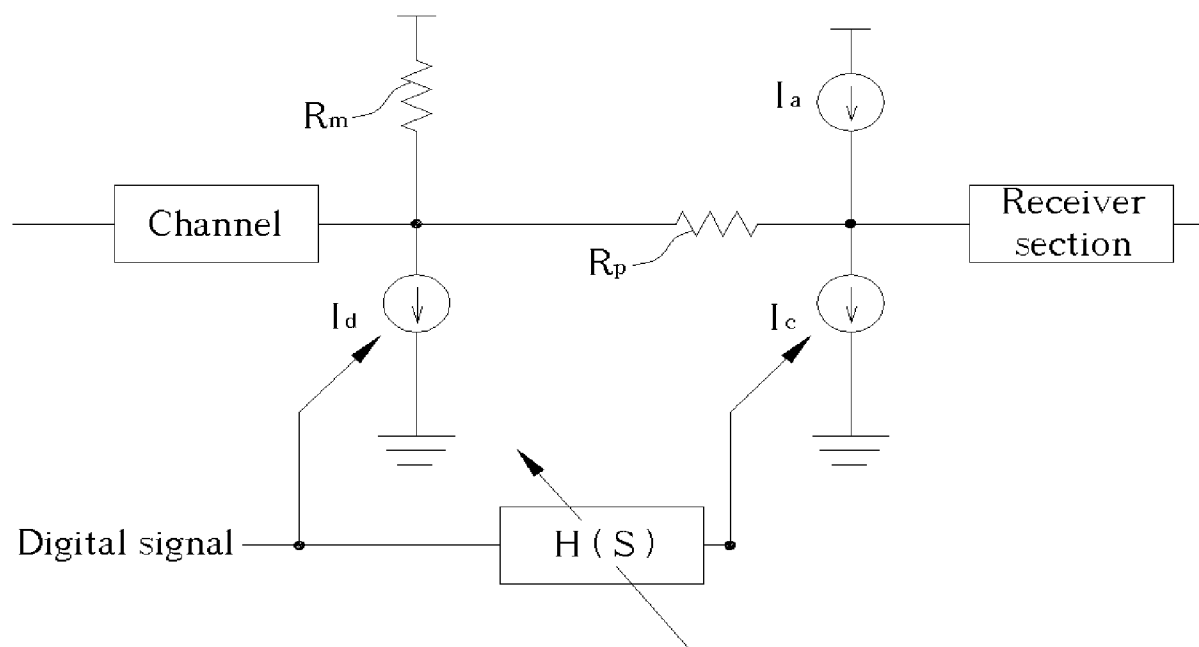 Rm
Ia
Channel
Rp
Receiver
section
Id
Ic
Digital signal
H(S)